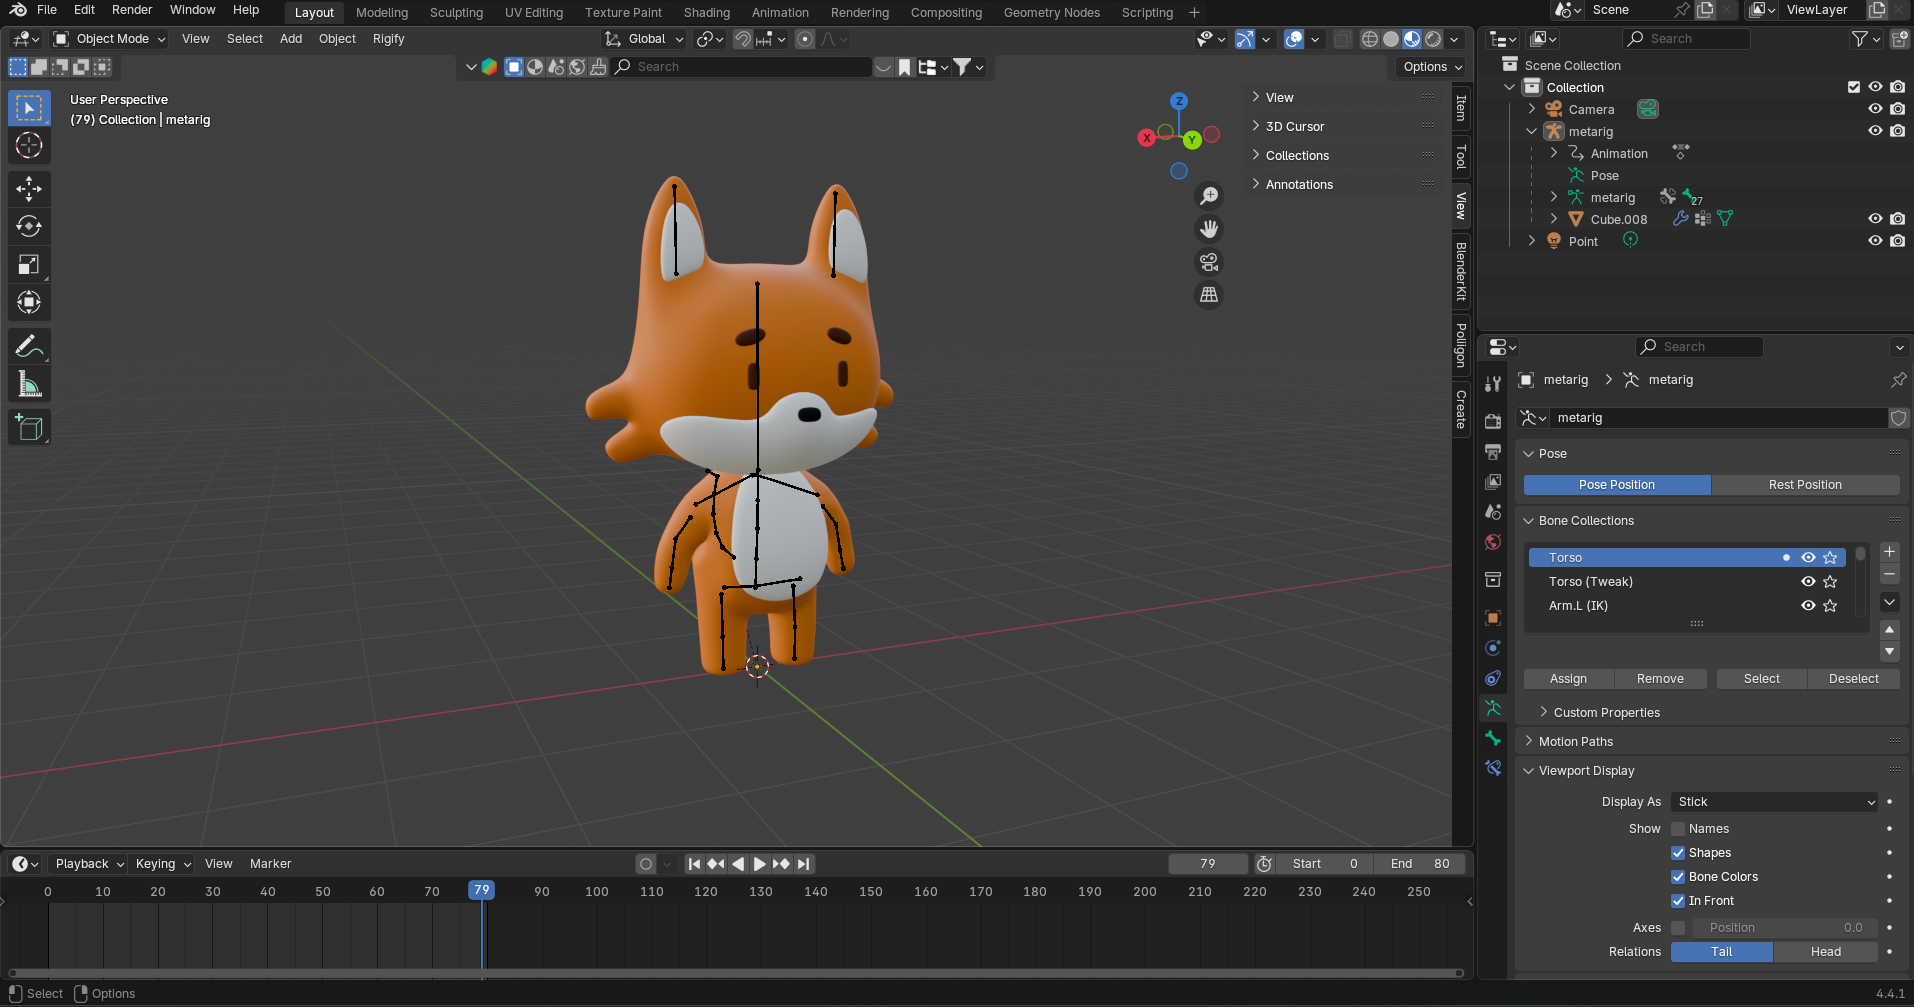 File Edit Render Window Help Layout Modeling Sculpting UV Editing Texture Paint Shading Animation Rendering Compositing Geometry Nodes Scripting + Scene ViewLayer
Object Mode View Select Add Object Rigify Global Search
Search Options
User Perspective
(79) Collection | metarig
Z
X
Y
View
3D Cursor
Collections
Annotations
Item
Tool
View
BlenderKit
Poliigon
Create
Scene Collection
Collection
Camera
metarig
Animation
Pose
metarig 27
Cube.008
Point
Search
metarig > metarig
metarig
Pose
Pose Position Rest Position
Bone Collections
Torso
Torso (Tweak)
Arm.L (IK)
Assign Remove Select Deselect
Custom Properties
Motion Paths
Viewport Display
Display As Stick
Show Names
Shapes
Bone Colors
In Front
Axes Position 0.0
Relations Tail Head
Playback Keying View Marker 79 Start 0 End 80
0 10 20 30 40 50 60 70 79 90 100 110 120 130 140 150 160 170 180 190 200 210 220 230 240 250
Select Options 4.4.1